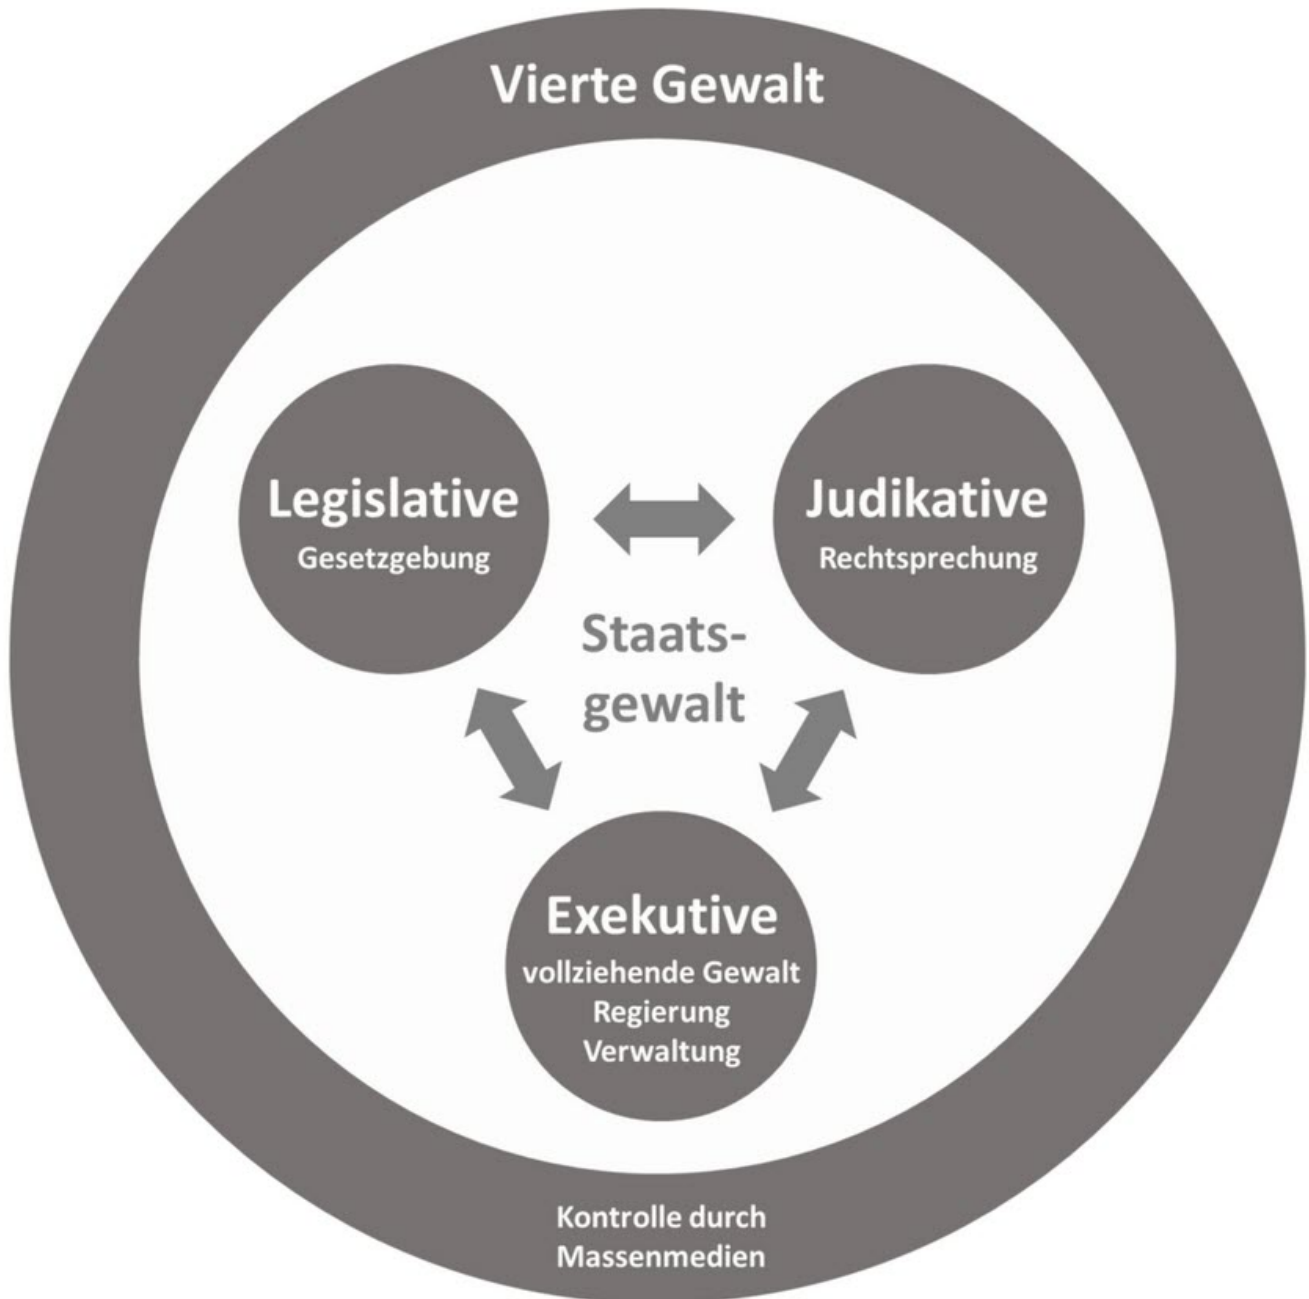 Vierte Gewalt
Legislative
Gesetzgebung
Judikative
Rechtsprechung
Staats-
gewalt
Exekutive
vollziehende Gewalt
Regierung
Verwaltung
Kontrolle durch
Massenmedien